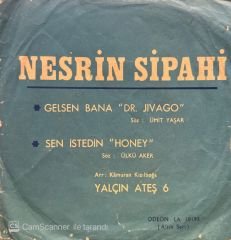 NESRİN SİPAHİ
GELSEN BANA "DR. JIVAGO"
Söz : ÜMİT YAŞAR
SEN İSTEDİN "HONEY"
Söz : ÜLKÜ AKER
Arr: Kâmuran
YALÇIN ATEŞ 6
ODEON LA
CamScanner ile tarandı